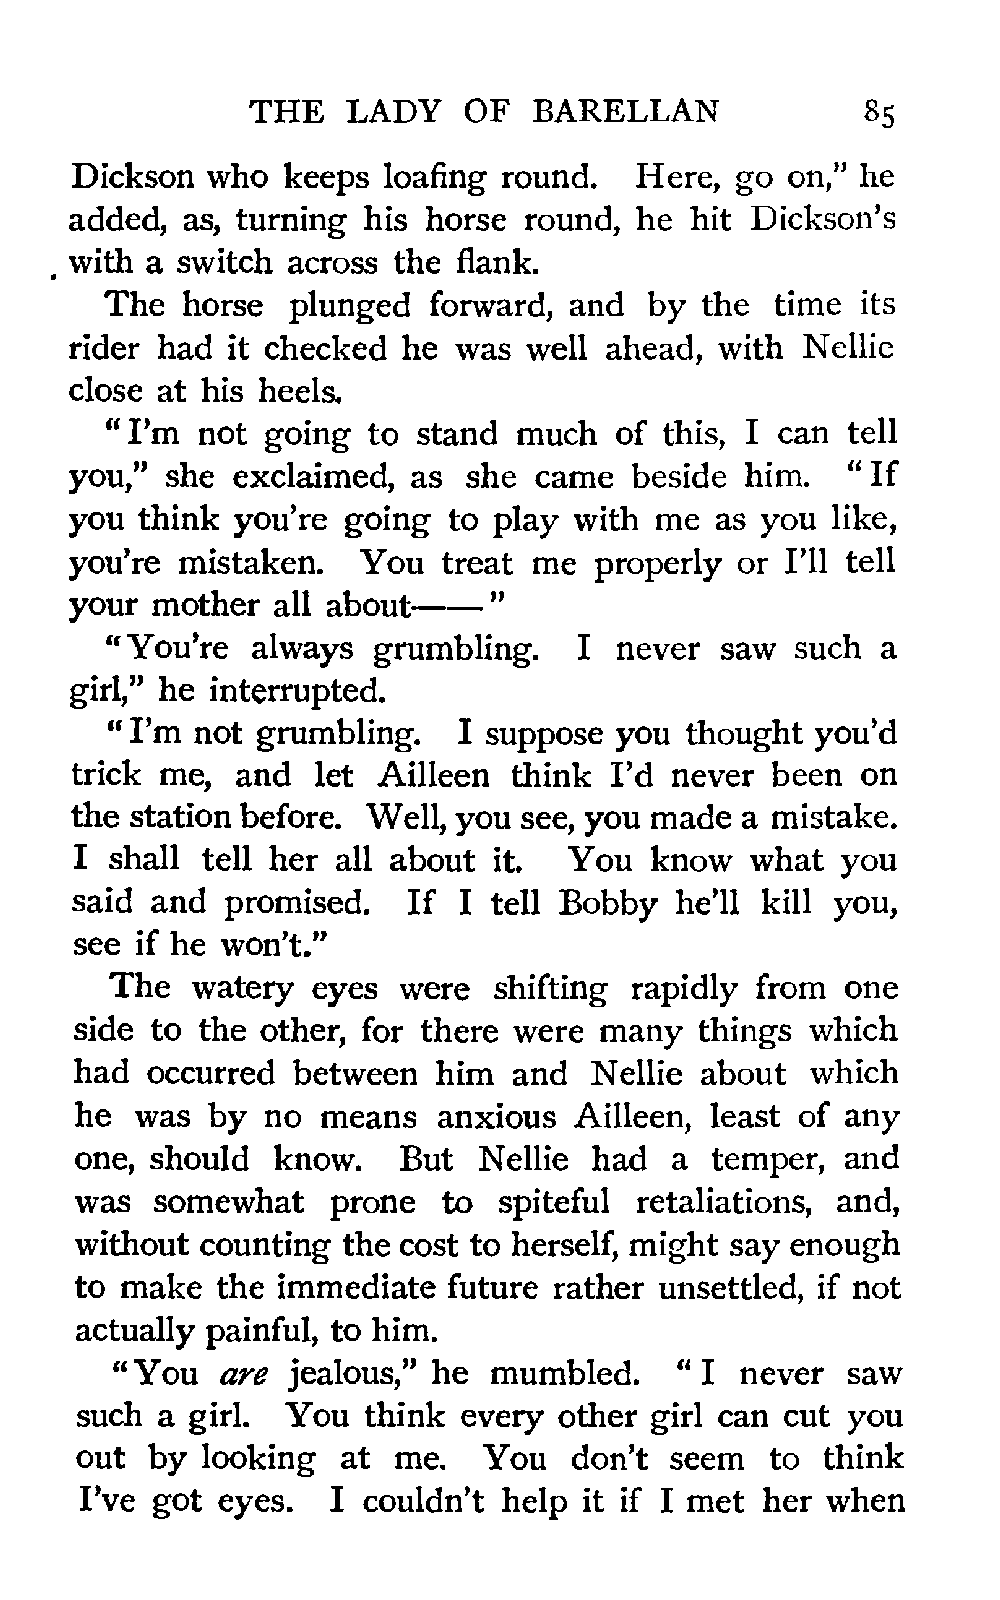 THE LADY OF BARELLAN 85
Dickson who keeps loafing round. Here, go on," he
added, as, turning his horse round, he hit Dickson's
with a switch across the flank.
The horse plunged forward, and by the time its
rider had it checked he was well ahead, with Nellie
close at his heels.
"I'm not going to stand much of this, I can tell
you," she exclaimed, as she came beside him. "If
you think you're going to play with me as you like,
you're mistaken. You treat me properly or I'll tell
your mother all about——"
"You're always grumbling. I never saw such a
girl," he interrupted.
"I'm not grumbling. I suppose you thought you'd
trick me, and let Ailleen think I'd never been on
the station before. Well, you see, you made a mistake.
I shall tell her all about it. You know what you
said and promised. If I tell Bobby he'll kill you,
see if he won't."
The watery eyes were shifting rapidly from one
side to the other, for there were many things which
had occurred between him and Nellie about which
he was by no means anxious Ailleen, least of any
one, should know. But Nellie had a temper, and
was somewhat prone to spiteful retaliations, and,
without counting the cost to herself, might say enough
to make the immediate future rather unsettled, if not
actually painful, to him.
"You are jealous," he mumbled. "I never saw
such a girl. You think every other girl can cut you
out by looking at me. You don't seem to think
I've got eyes. I couldn't help it if I met her when